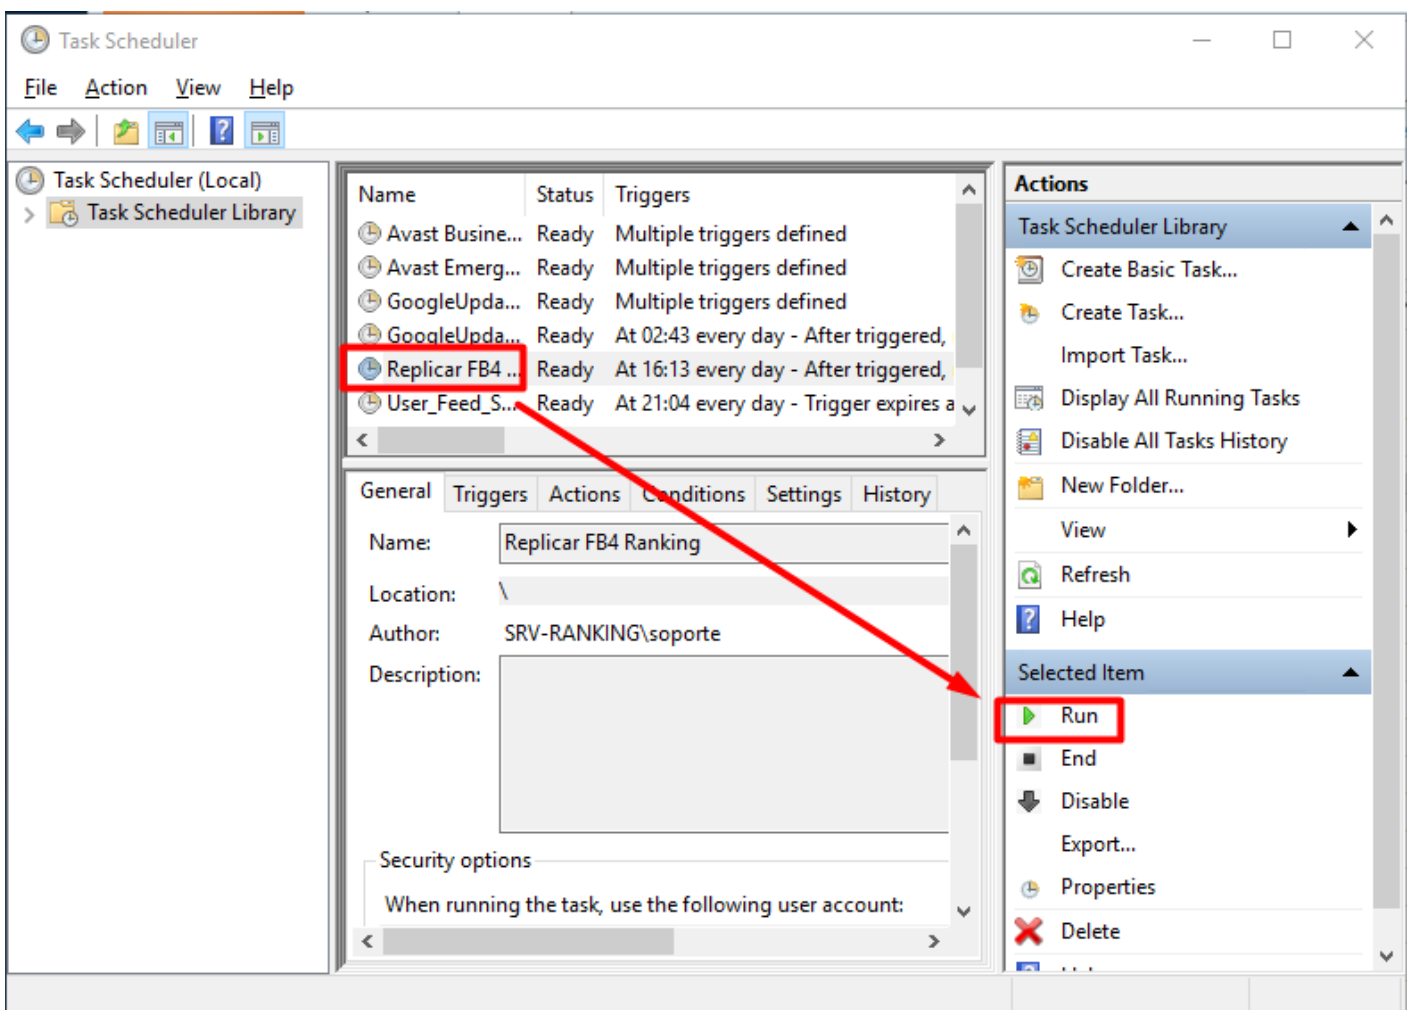 Task Scheduler
File Action View Help
Task Scheduler (Local)
Task Scheduler Library
Name Status Triggers
Avast Busine... Ready Multiple triggers defined
Avast Emerg... Ready Multiple triggers defined
GoogleUpda... Ready Multiple triggers defined
GoogleUpda... Ready At 02:43 every day - After triggered,
Replicar FB4 ... Ready At 16:13 every day - After triggered,
User_Feed_S... Ready At 21:04 every day - Trigger expires a
General Triggers Actions Conditions Settings History
Name: Replicar FB4 Ranking
Location: \
Author: SRV-RANKING\soporte
Description:
Security options
When running the task, use the following user account:
Actions
Task Scheduler Library
Create Basic Task...
Create Task...
Import Task...
Display All Running Tasks
Disable All Tasks History
New Folder...
View
Refresh
Help
Selected Item
Run
End
Disable
Export...
Properties
Delete